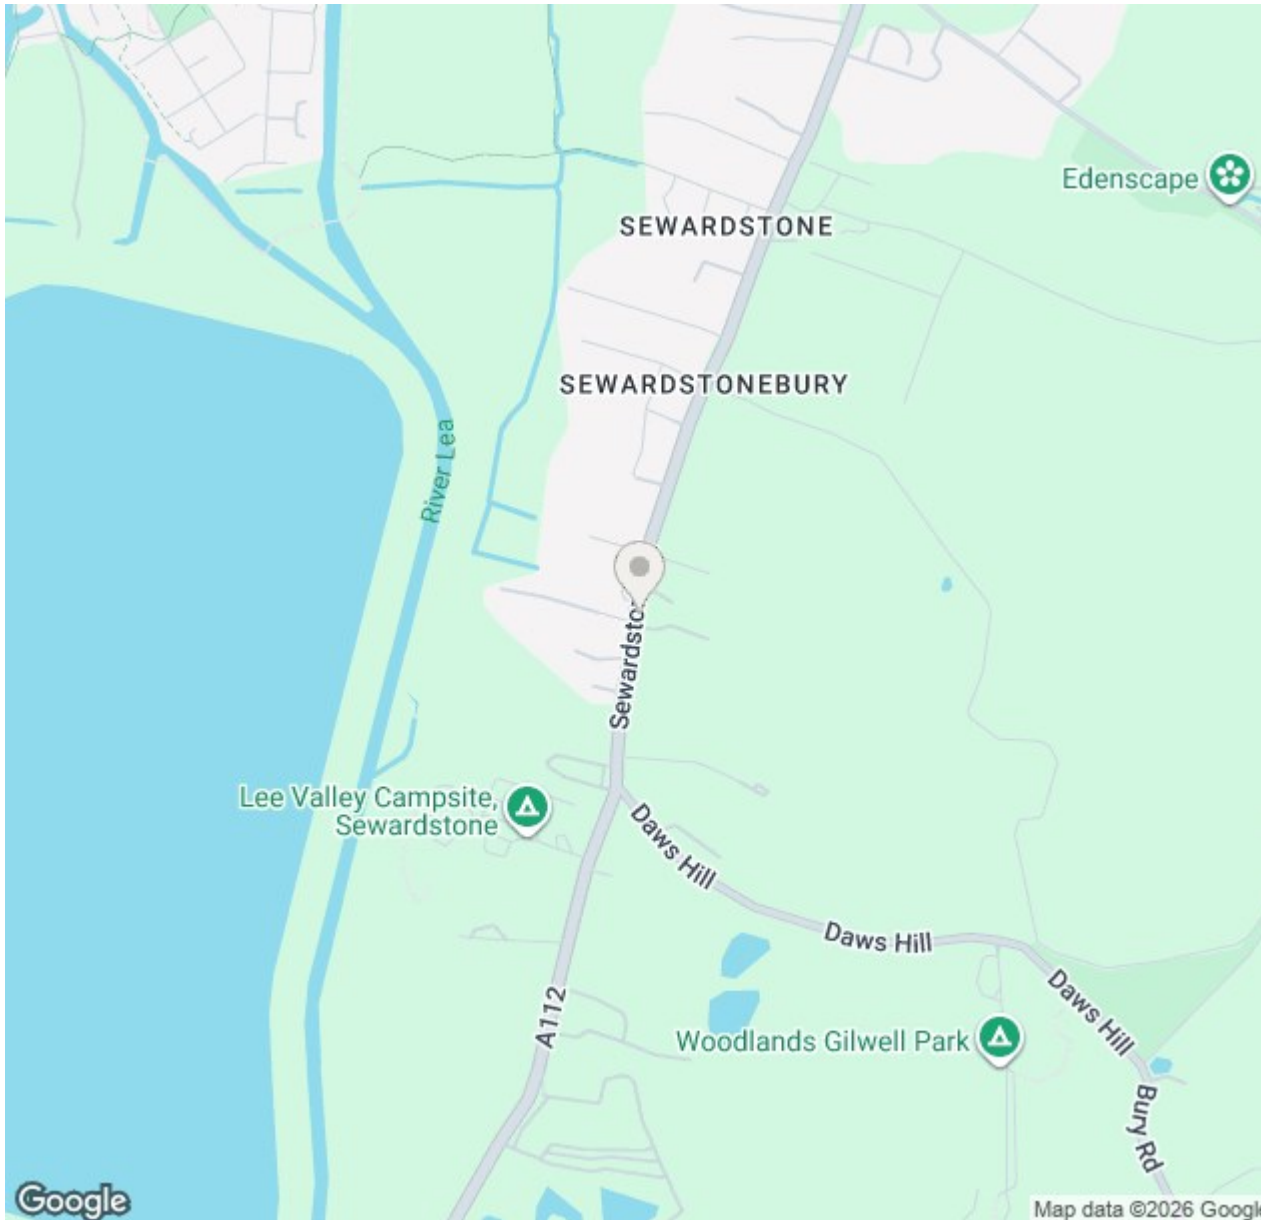 Edenscape
SEWARDSTONE
SEWARDSTONEBURY
River Lea
Sewardsto
Lee Valley Campsite,
Sewardstone
Daws Hill
Daws Hill
Daws Hill
A112
Woodlands Gilwell Park
Bury Rd
Google
Map data ©2026 Google